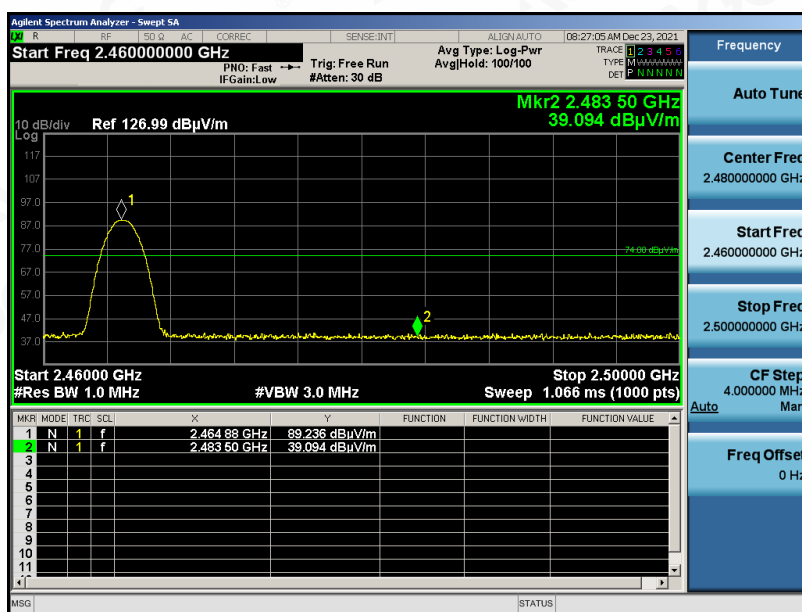 Agilent Spectrum Analyzer - Swept SA
LXI R RF 50 Ω AC CORREC SENSE:INT ALIGNAUTO 08:27:05 AM Dec 23, 2021
Start Freq 2.460000000 GHz
PNO: Fast
IFGain:Low
Trig: Free Run
#Atten: 30 dB
Avg Type: Log-Pwr
Avg|Hold: 100/100
TRACE 1 2 3 4 5 6
TYPE M
DET P N N N N N
Mkr2 2.483 50 GHz
39.094 dBµV/m
10 dB/div Ref 126.99 dBµV/m
Log
117
107
97.0
87.0
77.0
67.0
57.0
47.0
37.0
1
74.00 dBµV/m
2
Start 2.46000 GHz Stop 2.50000 GHz
#Res BW 1.0 MHz #VBW 3.0 MHz Sweep 1.066 ms (1000 pts)
MKR MODE TRC SCL X Y FUNCTION FUNCTION WIDTH FUNCTION VALUE
1 N 1 f 2.464 88 GHz 89.236 dBµV/m
2 N 1 f 2.483 50 GHz 39.094 dBµV/m
3
4
5
6
7
8
9
10
11
MSG STATUS
Frequency
Auto Tune
Center Freq
2.480000000 GHz
Start Freq
2.460000000 GHz
Stop Freq
2.500000000 GHz
CF Step
4.000000 MHz
Auto Man
Freq Offset
0 Hz